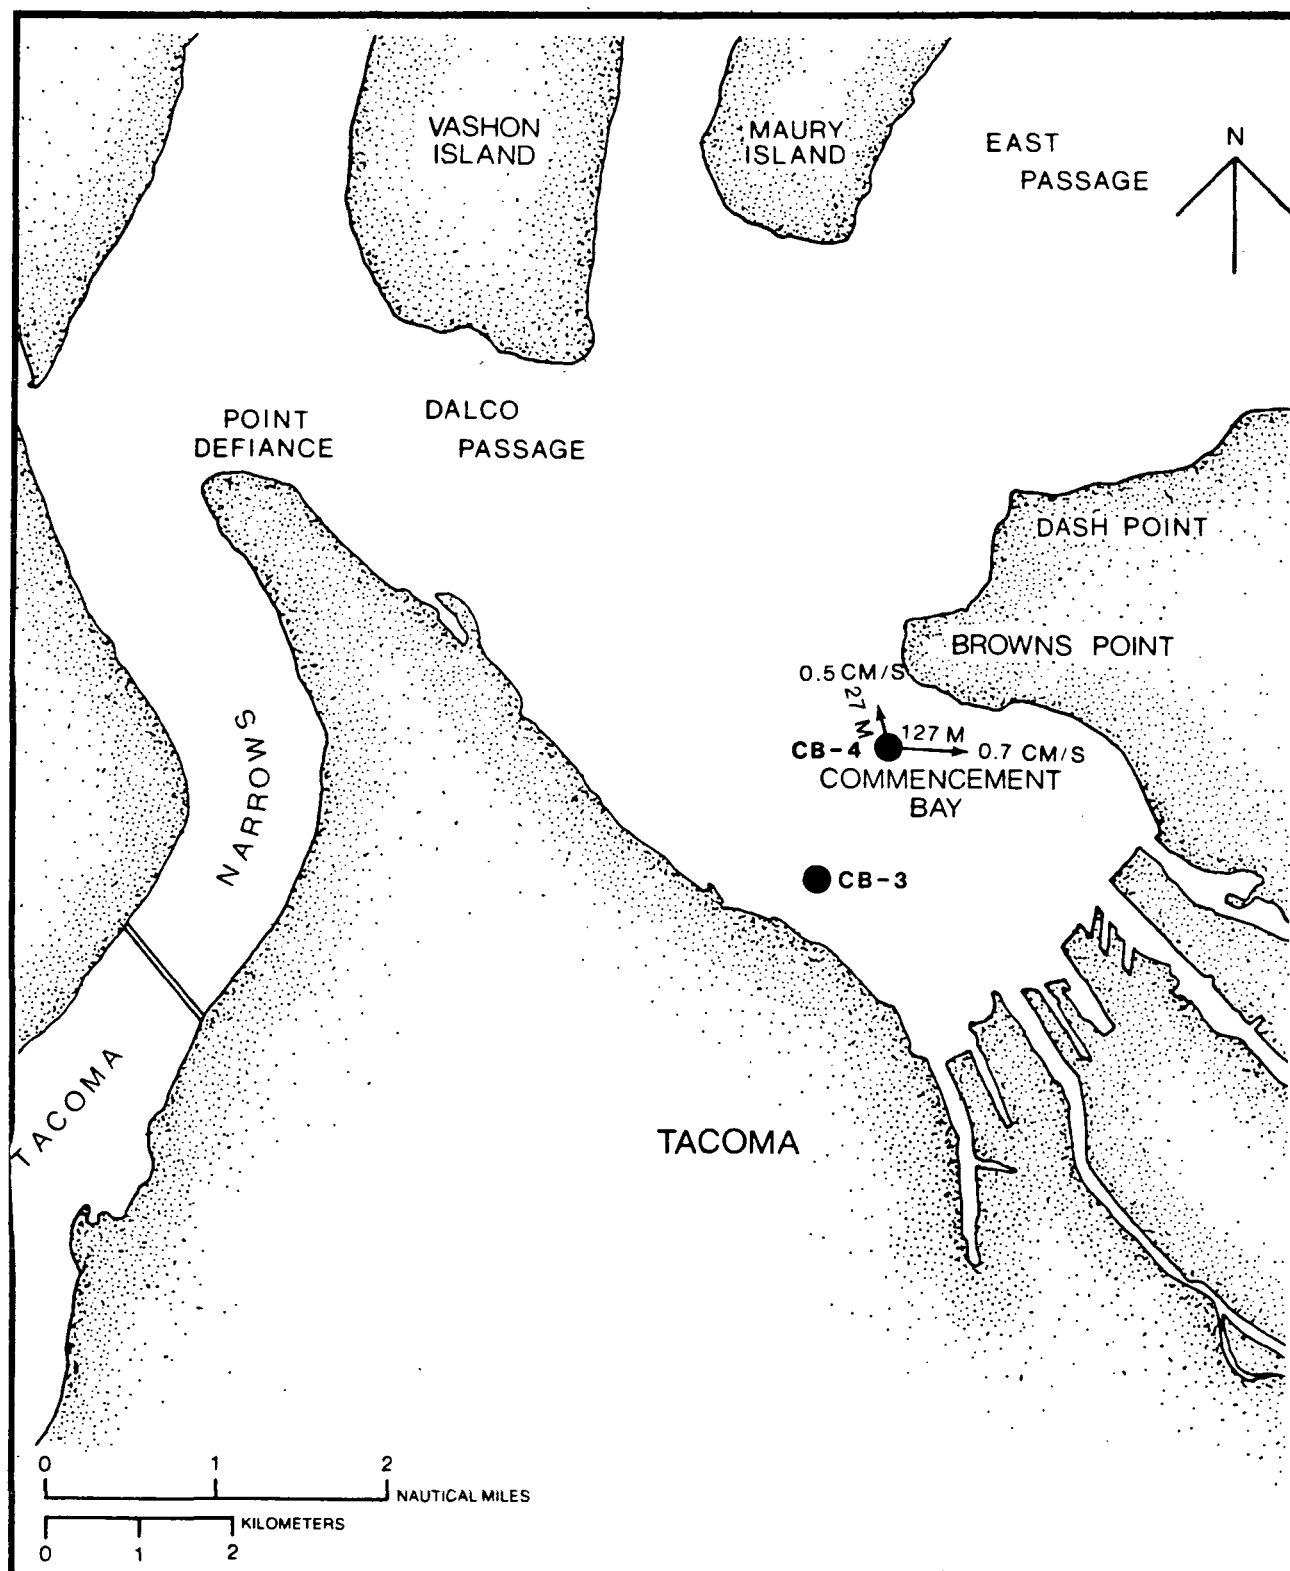 VASHON
ISLAND
MAURY
ISLAND
EAST
PASSAGE
N
POINT
DEFIANCE
DALCO
PASSAGE
DASH POINT
BROWNS POINT
0.5 CM/S
27 M
127 M
CB-4
0.7 CM/S
COMMENCEMENT
BAY
NARROWS
CB-3
TACOMA
TACOMA
0 1 2
NAUTICAL MILES
KILOMETERS
0 1 2